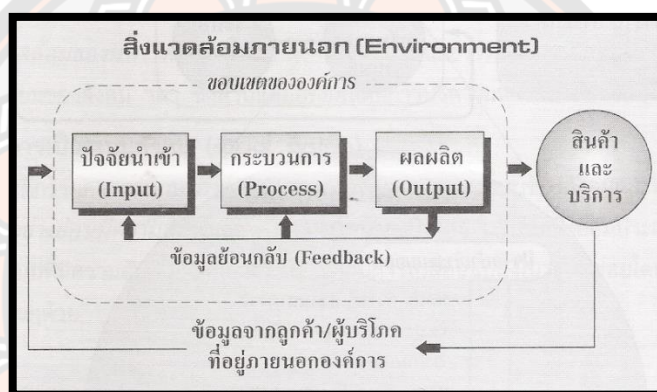 สิ่งแวดล้อมภายนอก (Environment)
ขอบเขตขององค์การ
ปัจจัยนำเข้า
(Input)
กระบวนการ
(Process)
ผลผลิต
(Output)
สินค้า
และ
บริการ
ข้อมูลย้อนกลับ (Feedback)
ข้อมูลจากลูกค้า/ผู้บริโภค
ที่อยู่ภายนอกองค์การ